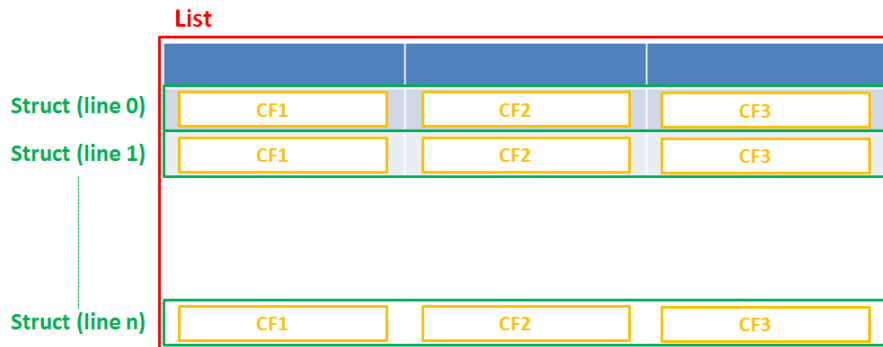 List
Struct (line 0) CF1 CF2 CF3
Struct (line 1) CF1 CF2 CF3
Struct (line n) CF1 CF2 CF3